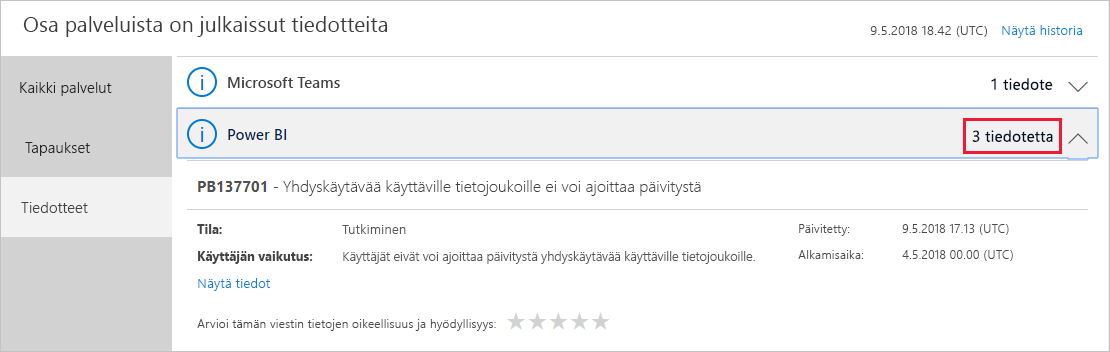 Osa palveluista on julkaissut tiedotteita
9.5.2018 18.42 (UTC) Näytä historia
Kaikki palvelut
Tapaukset
Tiedotteet
Microsoft Teams 1 tiedote
Power BI 3 tiedotetta
PB137701 - Yhdyskäytävää käyttäville tietojoukoille ei voi ajoittaa päivitystä
Tila: Tutkiminen Päivitetty: 9.5.2018 17.13 (UTC)
Käyttäjän vaikutus: Käyttäjät eivät voi ajoittaa päivitystä yhdyskäytävää käyttäville tietojoukoille. Alkamisaika: 4.5.2018 00.00 (UTC)
Näytä tiedot
Arvioi tämän viestin tietojen oikeellisuus ja hyödyllisyys: